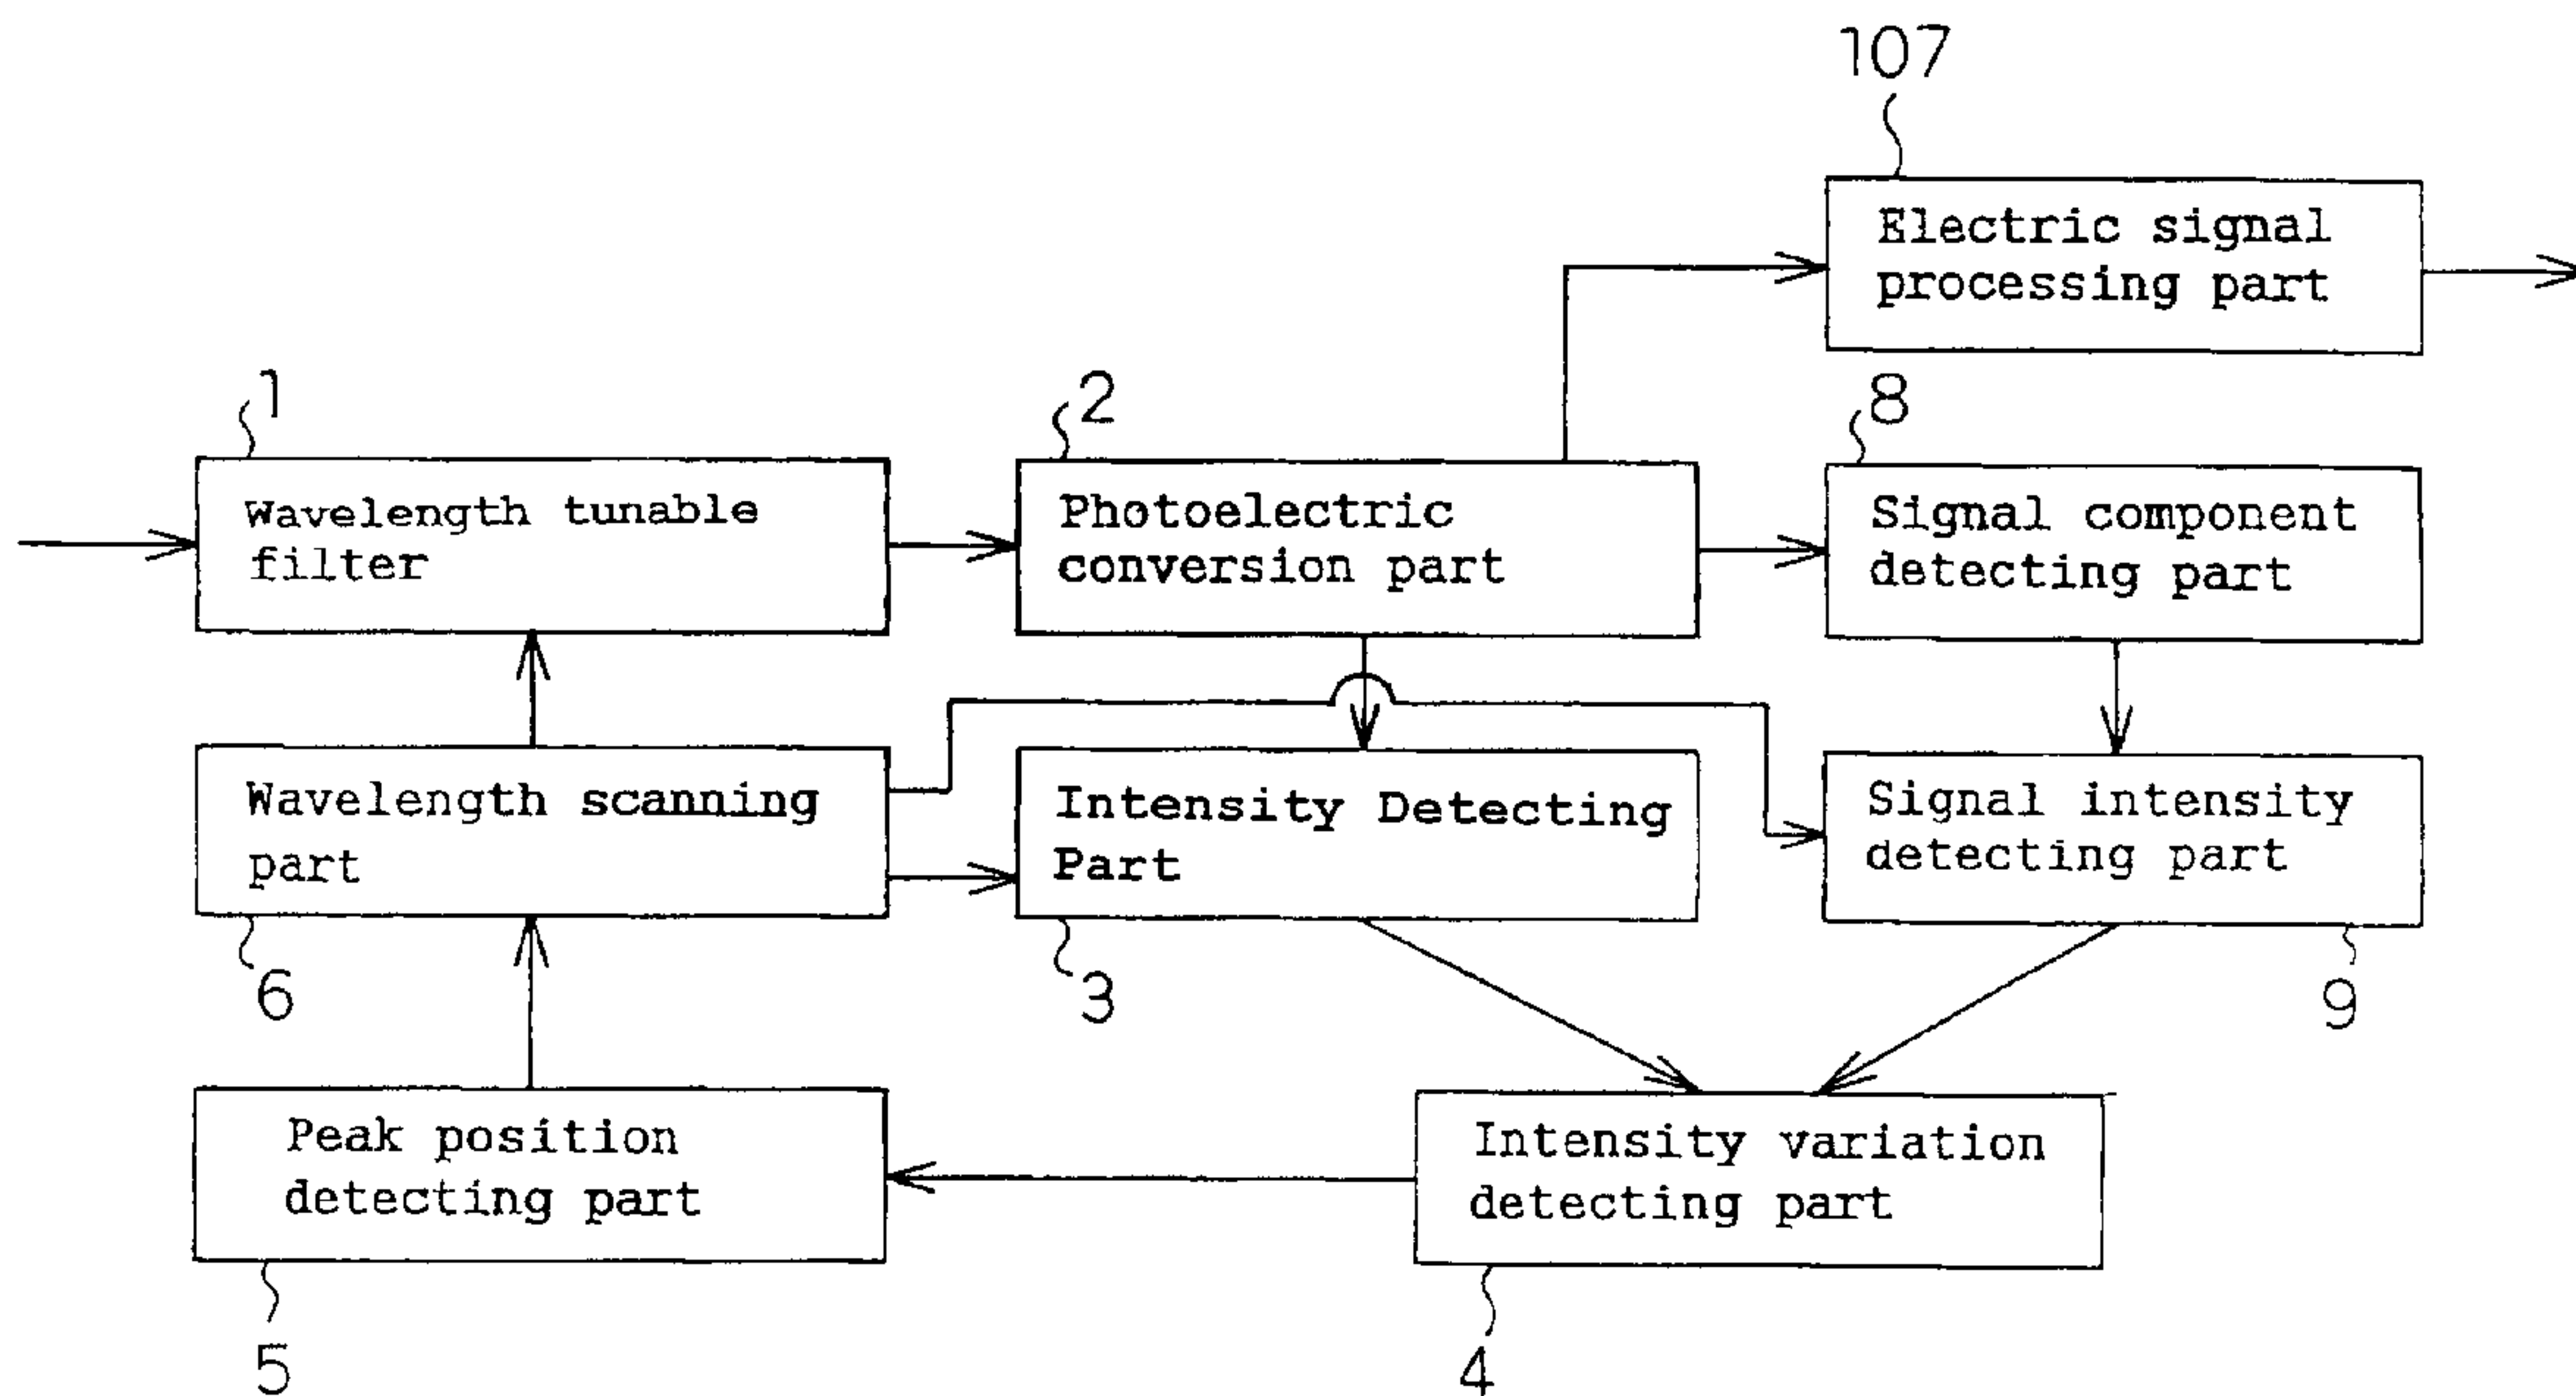 107
Electric signal
processing part
1
2
8
Wavelength tunable
filter
Photoelectric
conversion part
Signal component
detecting part
Wavelength scanning
part
Intensity Detecting
Part
Signal intensity
detecting part
6
3
9
Peak position
detecting part
Intensity variation
detecting part
5
4